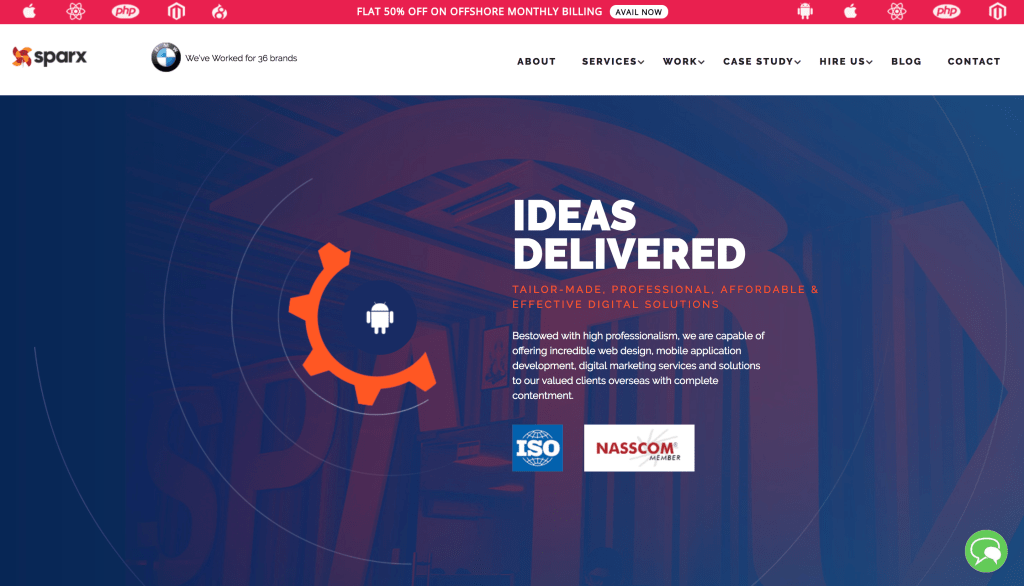 php
FLAT 50% OFF ON OFFSHORE MONTHLY BILLING AVAIL NOW
php
sparx
We've Worked for 36 brands
ABOUT SERVICES WORK CASE STUDY HIRE US BLOG CONTACT
IDEAS
DELIVERED
TAILOR-MADE, PROFESSIONAL, AFFORDABLE &
EFFECTIVE DIGITAL SOLUTIONS
Bestowed with high professionalism, we are capable of
offering incredible web design, mobile application
development, digital marketing services and solutions
to our valued clients overseas with complete
contentment.
ISO
NASSCOM®
MEMBER